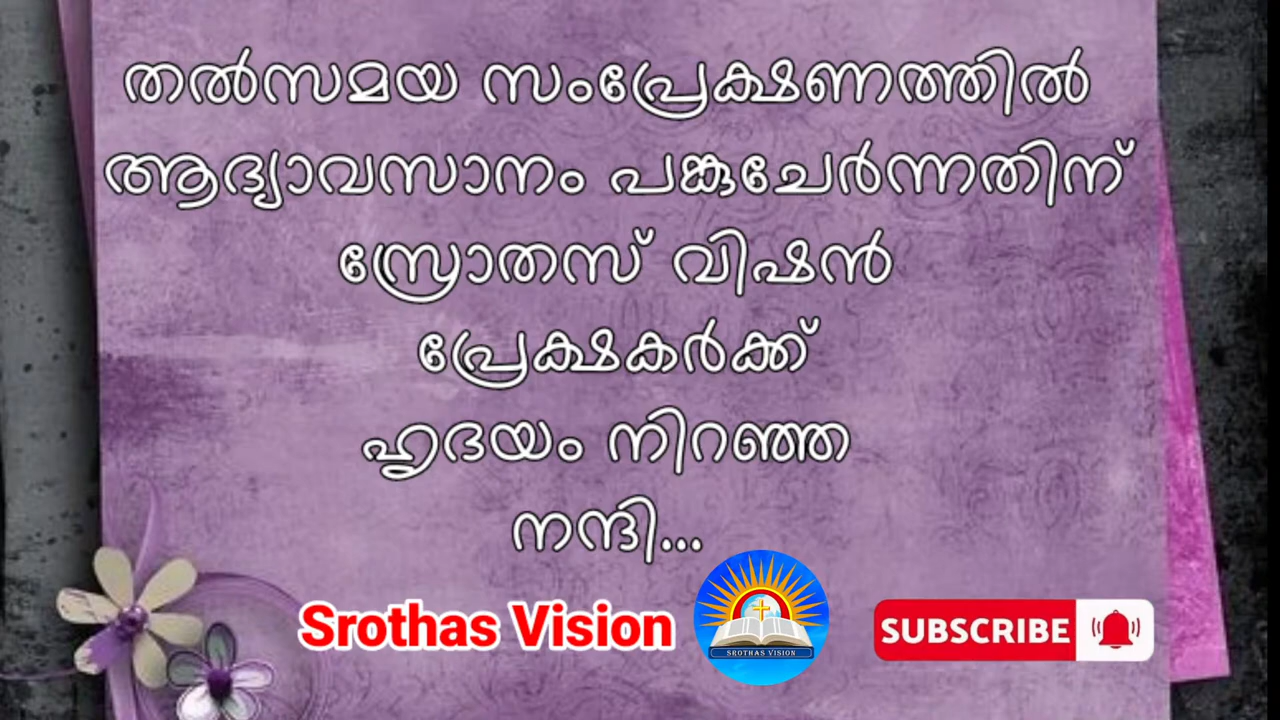 തൽസമയ സംപ്രേക്ഷണത്തിൽ
ആദ്യാവസാനം പങ്കുചേർന്നതിന്
സ്രോതസ് വിഷൻ
പ്രേക്ഷകർക്ക്
ഹൃദയം നിറഞ്ഞ
നന്ദി...
Srothas Vision
SROTHAS VISION
SUBSCRIBE